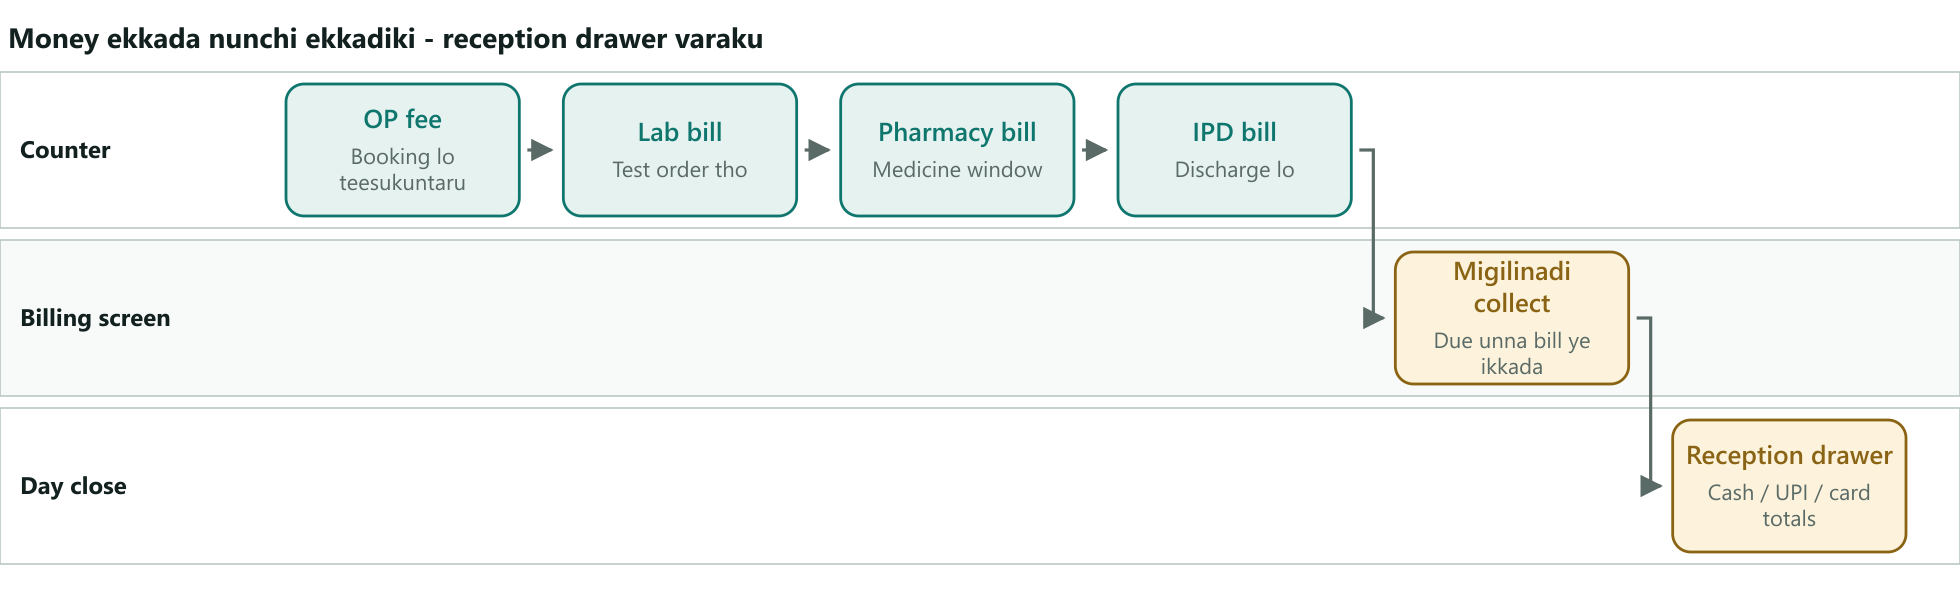 Money ekkada nunchi ekkadiki - reception drawer varaku
Counter
OP fee
Booking lo
teesukuntaru
Lab bill
Test order tho
Pharmacy bill
Medicine window
IPD bill
Discharge lo
Billing screen
Migilinadi
collect
Due unna bill ye
ikkada
Day close
Reception drawer
Cash / UPI / card
totals